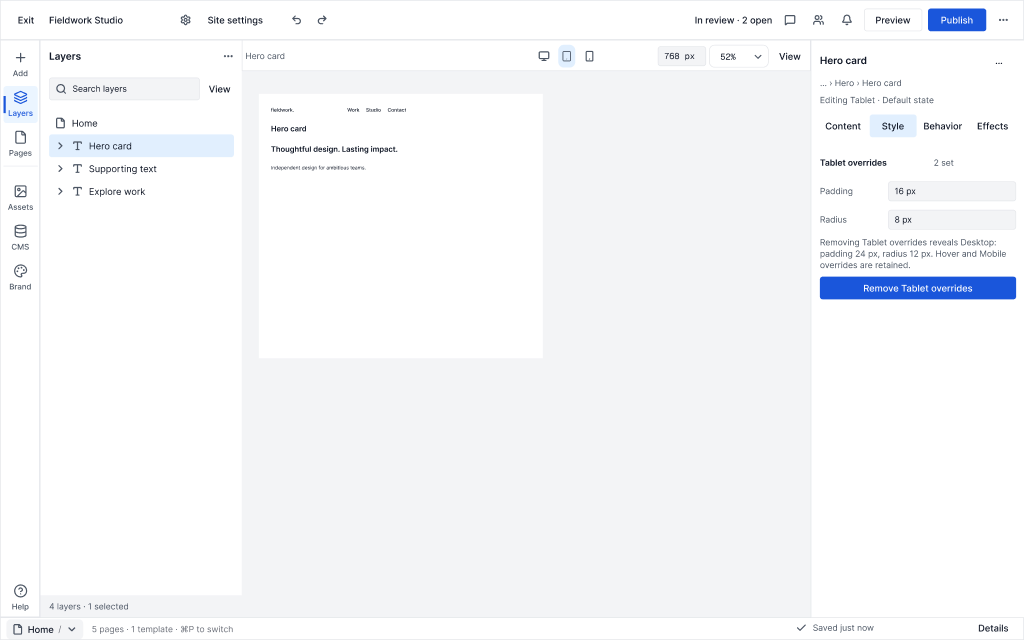 Exit Fieldwork Studio Site settings In review · 2 open Preview Publish
Add
Layers
Pages
Assets
CMS
Brand
Help
Layers
Search layers View
Home
Hero card
Supporting text
Explore work
4 layers · 1 selected
Hero card 768 px 52% View
fieldwork. Work Studio Contact
Hero card
Thoughtful design. Lasting impact.
Independent design for ambitious teams.
Hero card ...
... › Hero › Hero card
Editing Tablet · Default state
Content Style Behavior Effects
Tablet overrides 2 set
Padding 16 px
Radius 8 px
Removing Tablet overrides reveals Desktop:
padding 24 px, radius 12 px. Hover and Mobile
overrides are retained.
Remove Tablet overrides
Home / 5 pages · 1 template · ⌘P to switch Saved just now Details